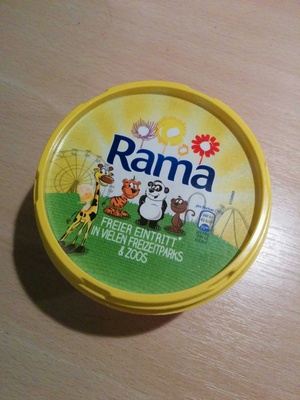 Rama
FREIER EINTRITT*
IN VIELEN FREIZEITPARKS
& ZOOS